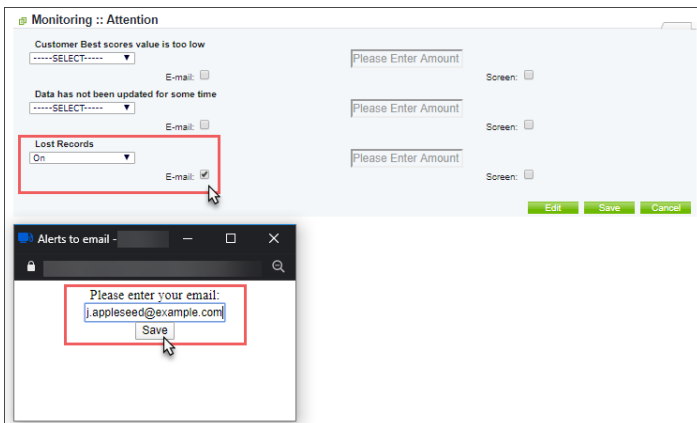 Monitoring :: Attention
Customer Best scores value is too low
-----SELECT-----
Please Enter Amount
E-mail:
Screen:
Data has not been updated for some time
-----SELECT-----
Please Enter Amount
E-mail:
Screen:
Lost Records
On
Please Enter Amount
E-mail:
Screen:
Edit Save Cancel
Alerts to email -
Please enter your email:
j.appleseed@example.com
Save